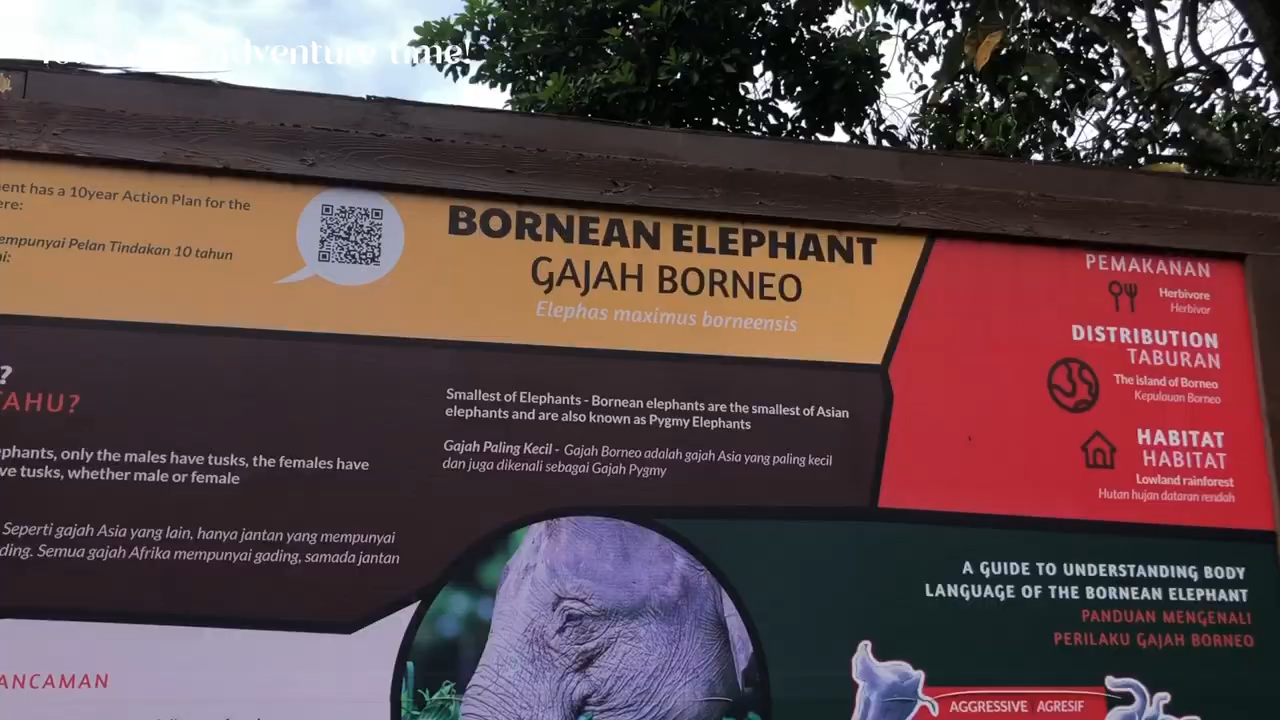 adventure time!
ent has a 10year Action Plan for the
ere:
empunyai Pelan Tindakan 10 tahun
ni:
BORNEAN ELEPHANT
GAJAH BORNEO
Elephas maximus borneensis
PEMAKANAN
Herbivore
Herbivor
DISTRIBUTION
TABURAN
The island of Borneo
Kepulauan Borneo
HABITAT
HABITAT
Lowland rainforest
Hutan hujan dataran rendah
?
TAHU?
ephants, only the males have tusks, the females have
ve tusks, whether male or female
Seperti gajah Asia yang lain, hanya jantan yang mempunyai
ding. Semua gajah Afrika mempunyai gading, samada jantan
Smallest of Elephants - Bornean elephants are the smallest of Asian
elephants and are also known as Pygmy Elephants
Gajah Paling Kecil - Gajah Borneo adalah gajah Asia yang paling kecil
dan juga dikenali sebagai Gajah Pygmy
ANCAMAN
A GUIDE TO UNDERSTANDING BODY
LANGUAGE OF THE BORNEAN ELEPHANT
PANDUAN MENGENALI
PERILAKU GAJAH BORNEO
AGGRESSIVE AGRESIF